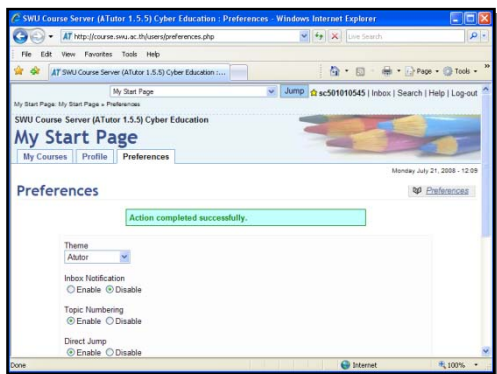 SWU Course Server (ATutor 1.5.5) Cyber Education : Preferences - Windows Internet Explorer
AT http://course.swu.ac.th/users/preferences.php
Live Search
File Edit View Favorites Tools Help
AT SWU Course Server (ATutor 1.5.5) Cyber Education :...
Page Tools
My Start Page Jump sc501010545 | Inbox | Search | Help | Log-out
My Start Page: My Start Page » Preferences
SWU Course Server (ATutor 1.5.5) Cyber Education
My Start Page
My Courses Profile Preferences
Monday July 21, 2008 - 12:09
Preferences
Preferences
Action completed successfully.
Theme
Atutor
Inbox Notification
Enable Disable
Topic Numbering
Enable Disable
Direct Jump
Enable Disable
Done Internet 100%